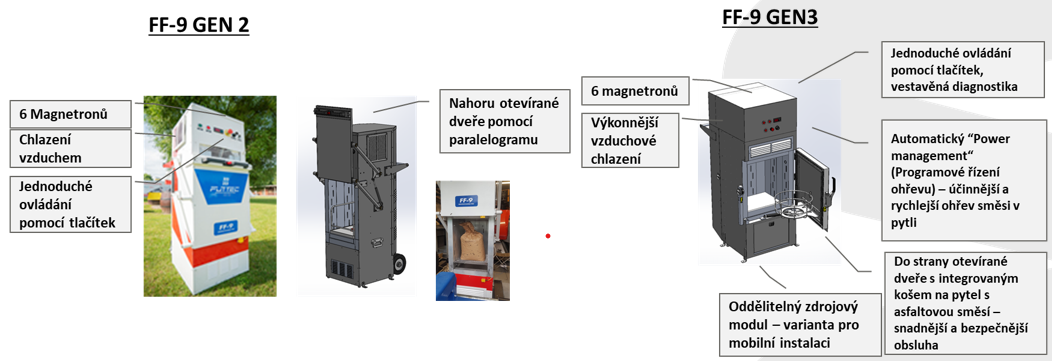 FF-9 GEN 2
6 Magnetronů
Chlazení
vzduchem
Jednoduché
ovládání
pomocí tlačítek
FUTTEC
FF-9
Nahoru otevírané
dveře pomocí
paralelogramu
FF-9
FF-9 GEN3
6 magnetronů
Výkonnější
vzduchové
chlazení
Jednoduché ovládání
pomocí tlačítek,
vestavěná diagnostika
Automatický “Power
management“
(Programové řízení
ohřevu) – účinnější a
rychlejší ohřev směsi v
pytli
Do strany otevírané
dveře s integrovaným
košem na pytel s
asfaltovou směsí –
snadnější a bezpečnější
obsluha
Oddělitelný zdrojový
modul – varianta pro
mobilní instalaci